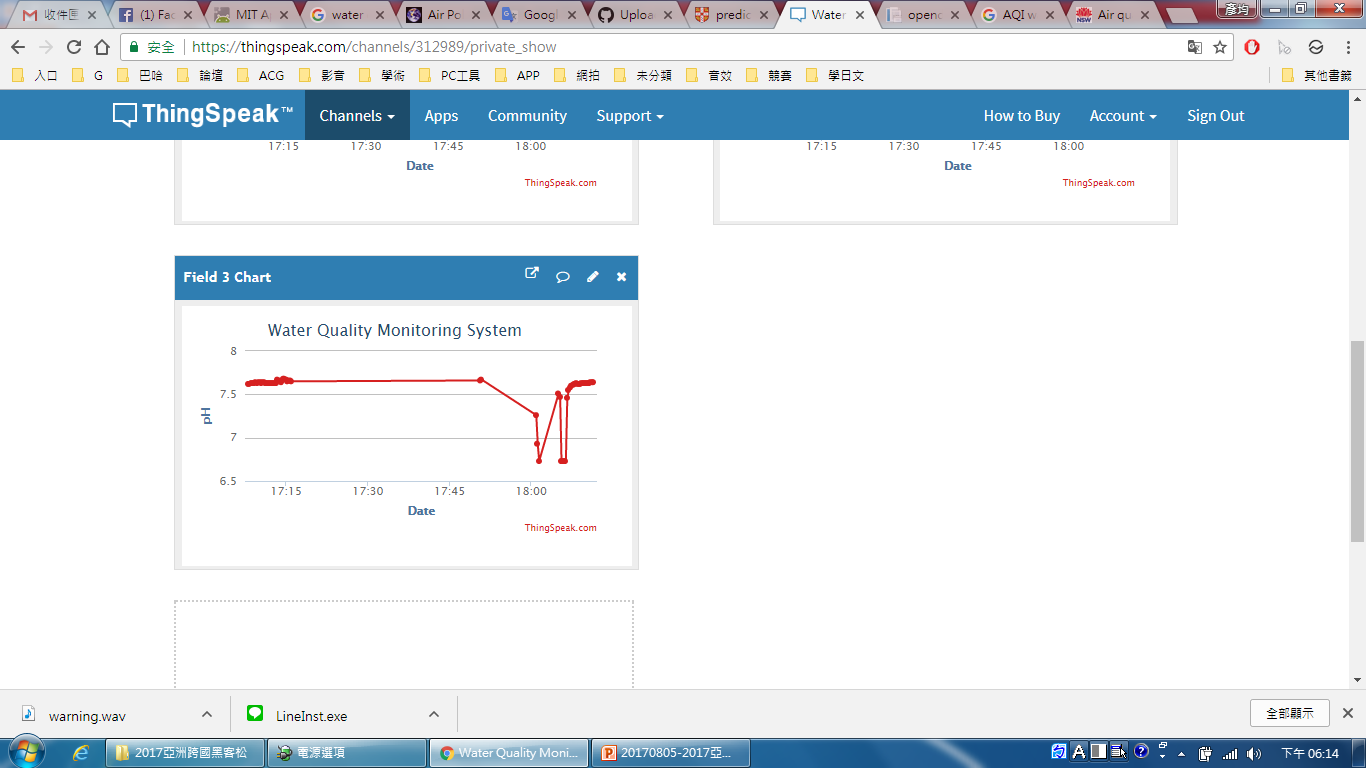 收件匣
(1) Fac
MIT Ap
water
Air Po
Googl
Uploa
predic
Water
openc
AQI w
Air qu
彥均
安全
https://thingspeak.com/channels/312989/private_show
入口
G
巴哈
論壇
ACG
影音
學術
PC工具
APP
網拍
未分類
音效
競賽
學日文
其他書籤
ThingSpeak™
Channels
Apps
Community
Support
How to Buy
Account
Sign Out
17:15 17:30 17:45 18:00
Date
ThingSpeak.com
17:15 17:30 17:45 18:00
Date
ThingSpeak.com
Field 3 Chart
Water Quality Monitoring System
pH
8
7.5
7
6.5
17:15 17:30 17:45 18:00
Date
ThingSpeak.com
warning.wav
LineInst.exe
全部顯示
2017亞洲跨國黑客松
電源選項
Water Quality Moni...
20170805-2017亞...
A
下午 06:14